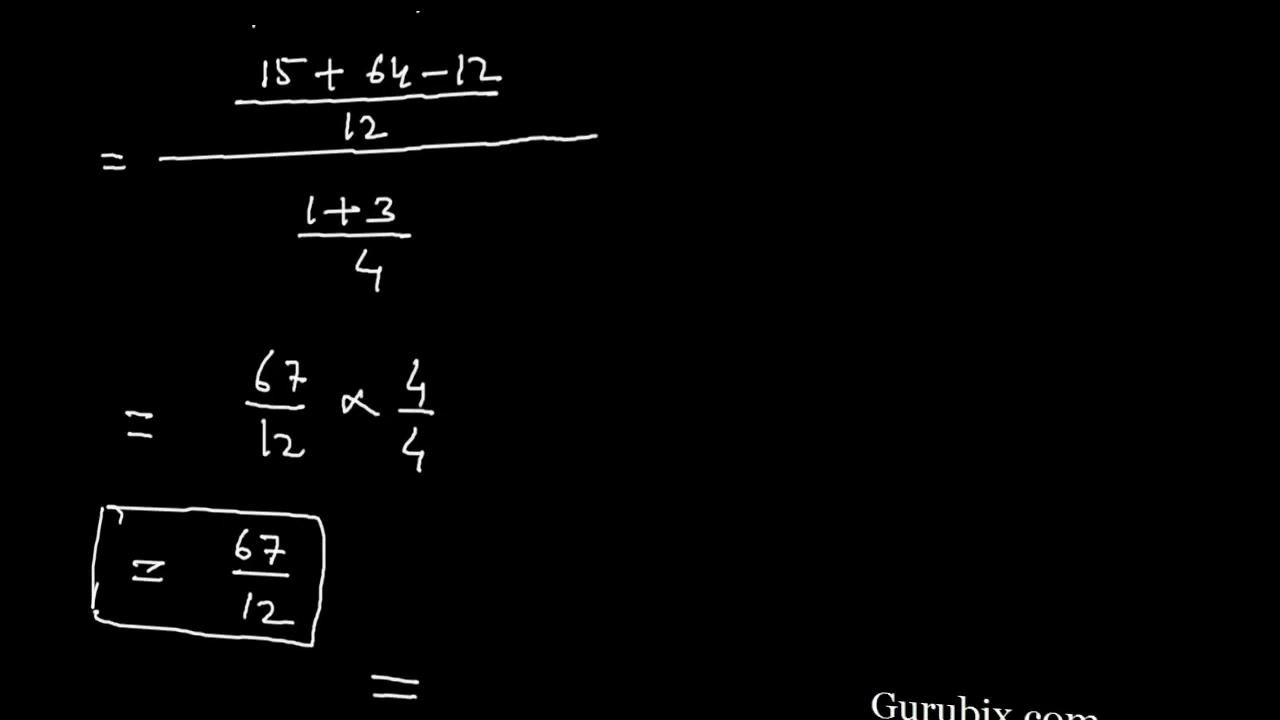 15 + 64 - 12
12
=
1 + 3
4
= 67/12 × 4/4
= 67/12
=
Gurubix.com